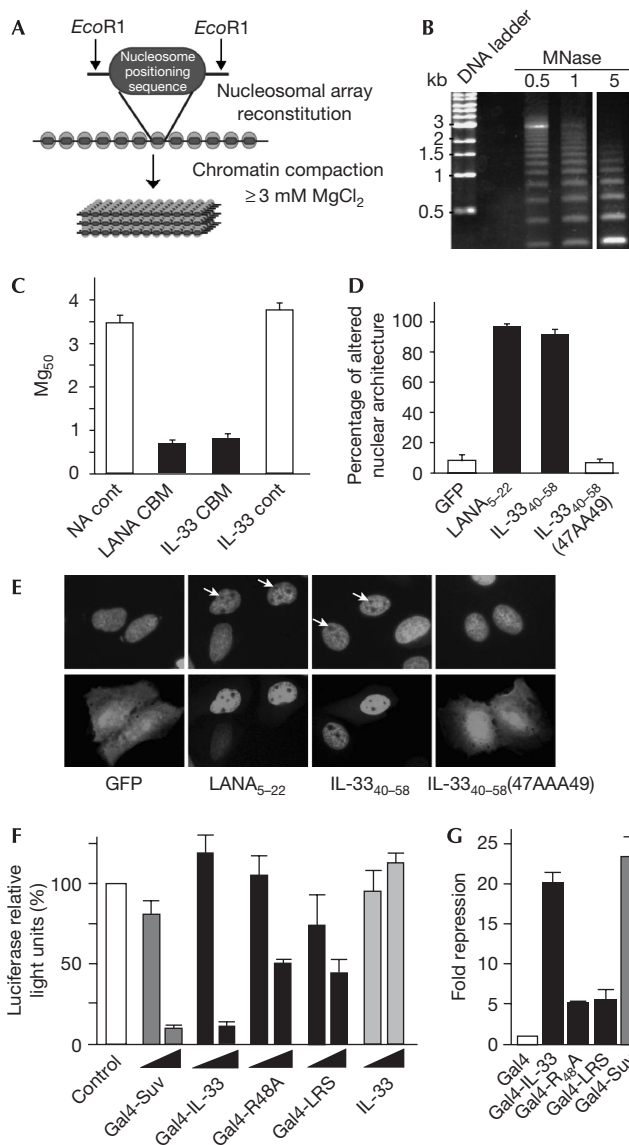 A
EcoR1 EcoR1
Nucleosome
positioning
sequence
Nucleosomal array
reconstitution
Chromatin compaction
≥3 mM MgCl2
B
DNA ladder
MNase
kb 0.5 1 5
3
2
1.5
1
0.5
C
Mg50
4
3
2
1
0
NA cont
LANA CBM
IL-33 CBM
IL-33 cont
D
Percentage of altered
nuclear architecture
100
80
60
40
20
0
GFP
LANA5–22
IL-3340–58
IL-3340–58
(47AA49)
E
GFP LANA5–22 IL-3340–58 IL-3340–58(47AAA49)
F
Luciferase relative
light units (%)
100
50
0
Control
Gal4-Suv
Gal4-IL-33
Gal4-R48A
Gal4-LRS
IL-33
G
Fold repression
25
20
15
10
5
0
Gal4
Gal4-IL-33
Gal4-R48A
Gal4-LRS
Gal4-Suv